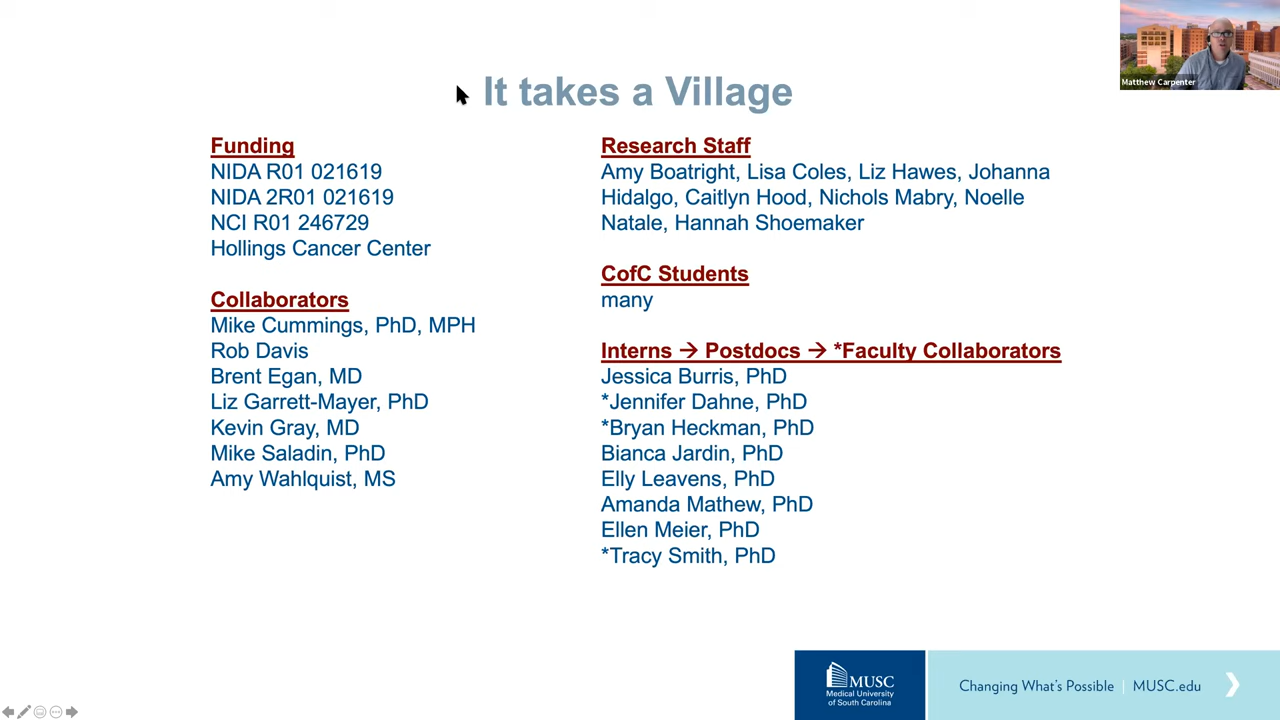 Matthew Carpenter
It takes a Village
Funding
NIDA R01 021619
NIDA 2R01 021619
NCI R01 246729
Hollings Cancer Center
Collaborators
Mike Cummings, PhD, MPH
Rob Davis
Brent Egan, MD
Liz Garrett-Mayer, PhD
Kevin Gray, MD
Mike Saladin, PhD
Amy Wahlquist, MS
Research Staff
Amy Boatright, Lisa Coles, Liz Hawes, Johanna
Hidalgo, Caitlyn Hood, Nichols Mabry, Noelle
Natale, Hannah Shoemaker
CofC Students
many
Interns → Postdocs → *Faculty Collaborators
Jessica Burris, PhD
*Jennifer Dahne, PhD
*Bryan Heckman, PhD
Bianca Jardin, PhD
Elly Leavens, PhD
Amanda Mathew, PhD
Ellen Meier, PhD
*Tracy Smith, PhD
MUSC
Medical University
of South Carolina
Changing What's Possible | MUSC.edu